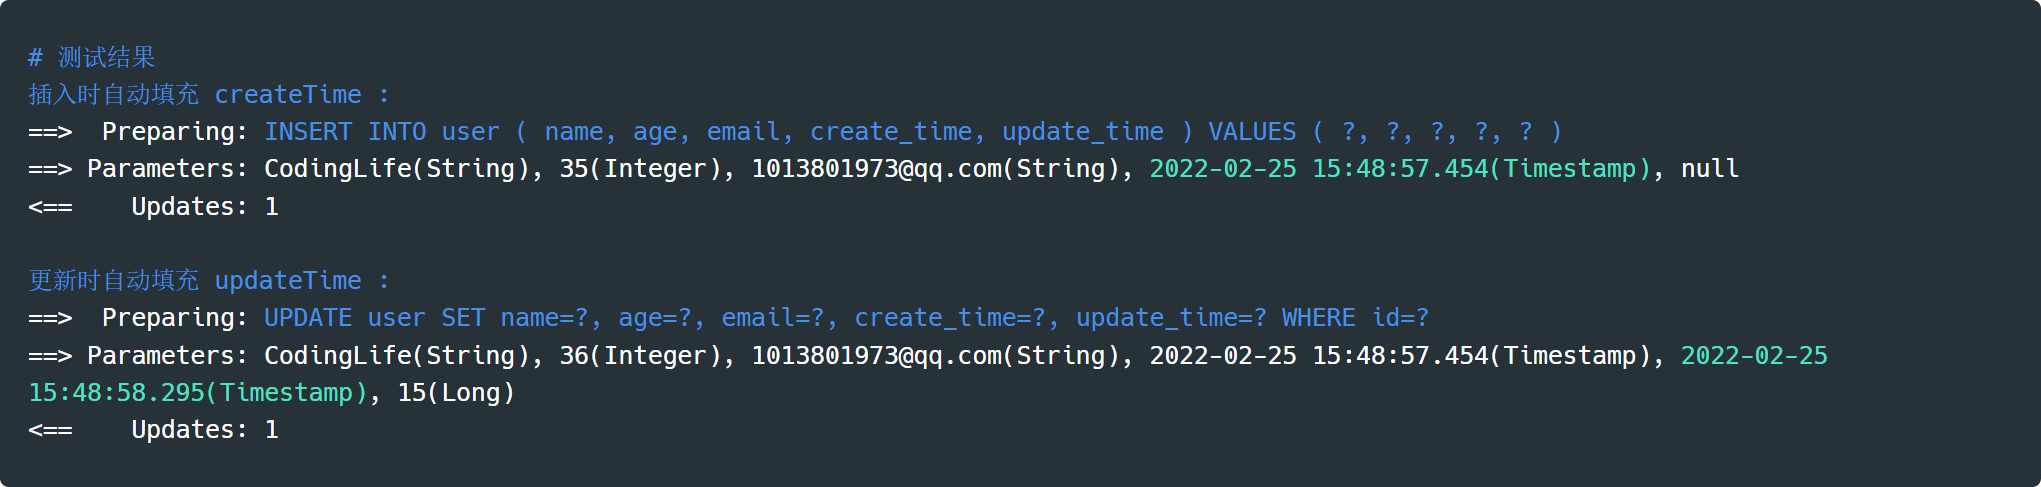 # 测试结果
插入时自动填充 createTime :
==>  Preparing: INSERT INTO user ( name, age, email, create_time, update_time ) VALUES ( ?, ?, ?, ?, ? )
==> Parameters: CodingLife(String), 35(Integer), 1013801973@qq.com(String), 2022-02-25 15:48:57.454(Timestamp), null
<==    Updates: 1
更新时自动填充 updateTime :
==>  Preparing: UPDATE user SET name=?, age=?, email=?, create_time=?, update_time=? WHERE id=?
==> Parameters: CodingLife(String), 36(Integer), 1013801973@qq.com(String), 2022-02-25 15:48:57.454(Timestamp), 2022-02-25
15:48:58.295(Timestamp), 15(Long)
<==    Updates: 1